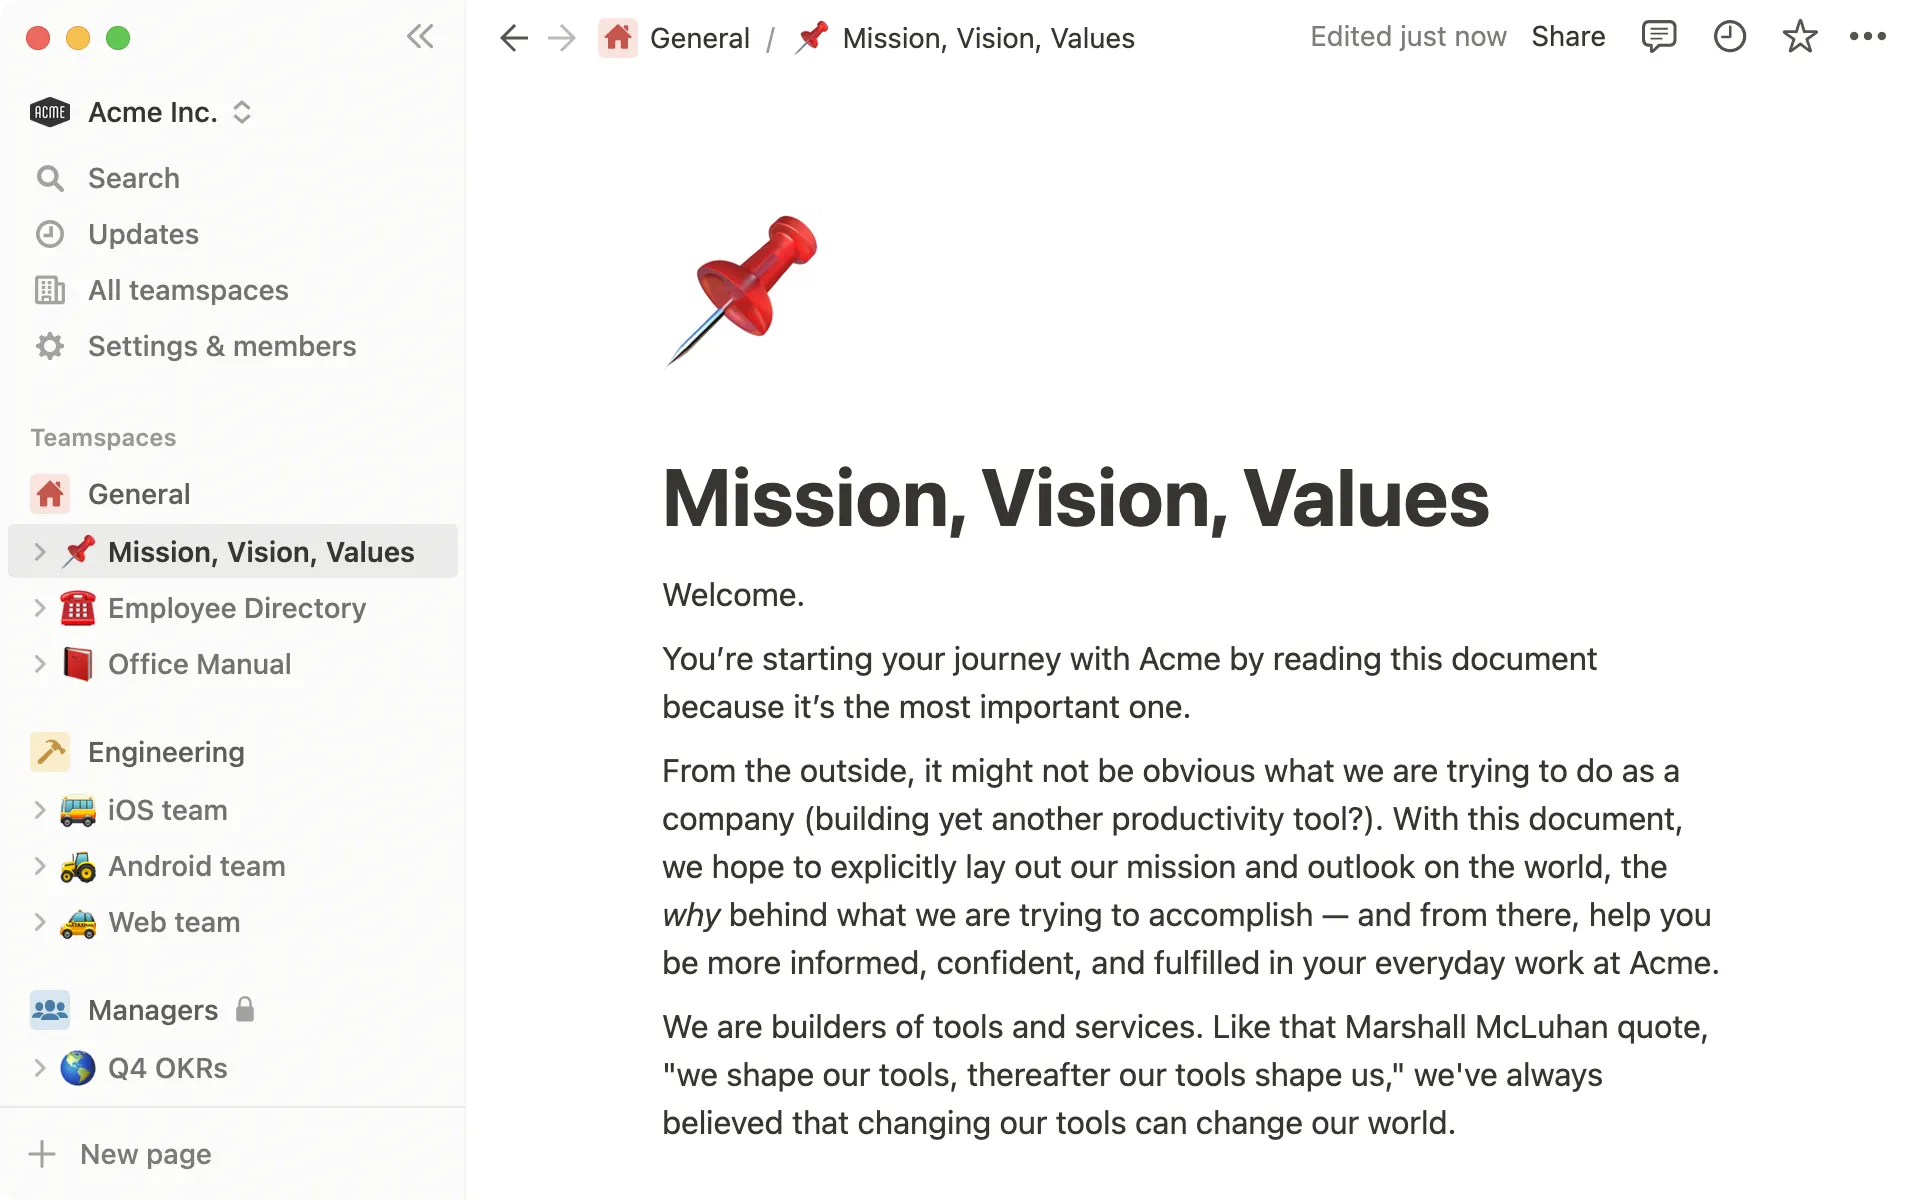 General / Mission, Vision, Values
Edited just now Share
ACME Acme Inc.
Search
Updates
All teamspaces
Settings & members
Teamspaces
General
Mission, Vision, Values
Employee Directory
Office Manual
Engineering
iOS team
Android team
Web team
Managers
Q4 OKRs
New page
Mission, Vision, Values
Welcome.
You’re starting your journey with Acme by reading this document
because it’s the most important one.
From the outside, it might not be obvious what we are trying to do as a
company (building yet another productivity tool?). With this document,
we hope to explicitly lay out our mission and outlook on the world, the
why behind what we are trying to accomplish — and from there, help you
be more informed, confident, and fulfilled in your everyday work at Acme.
We are builders of tools and services. Like that Marshall McLuhan quote,
"we shape our tools, thereafter our tools shape us," we've always
believed that changing our tools can change our world.